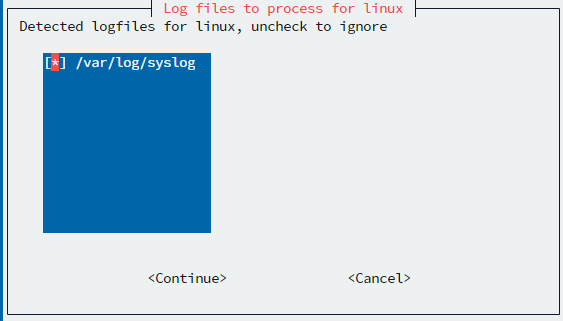 Log files to process for linux
Detected logfiles for linux, uncheck to ignore
[*] /var/log/syslog
<Continue> <Cancel>